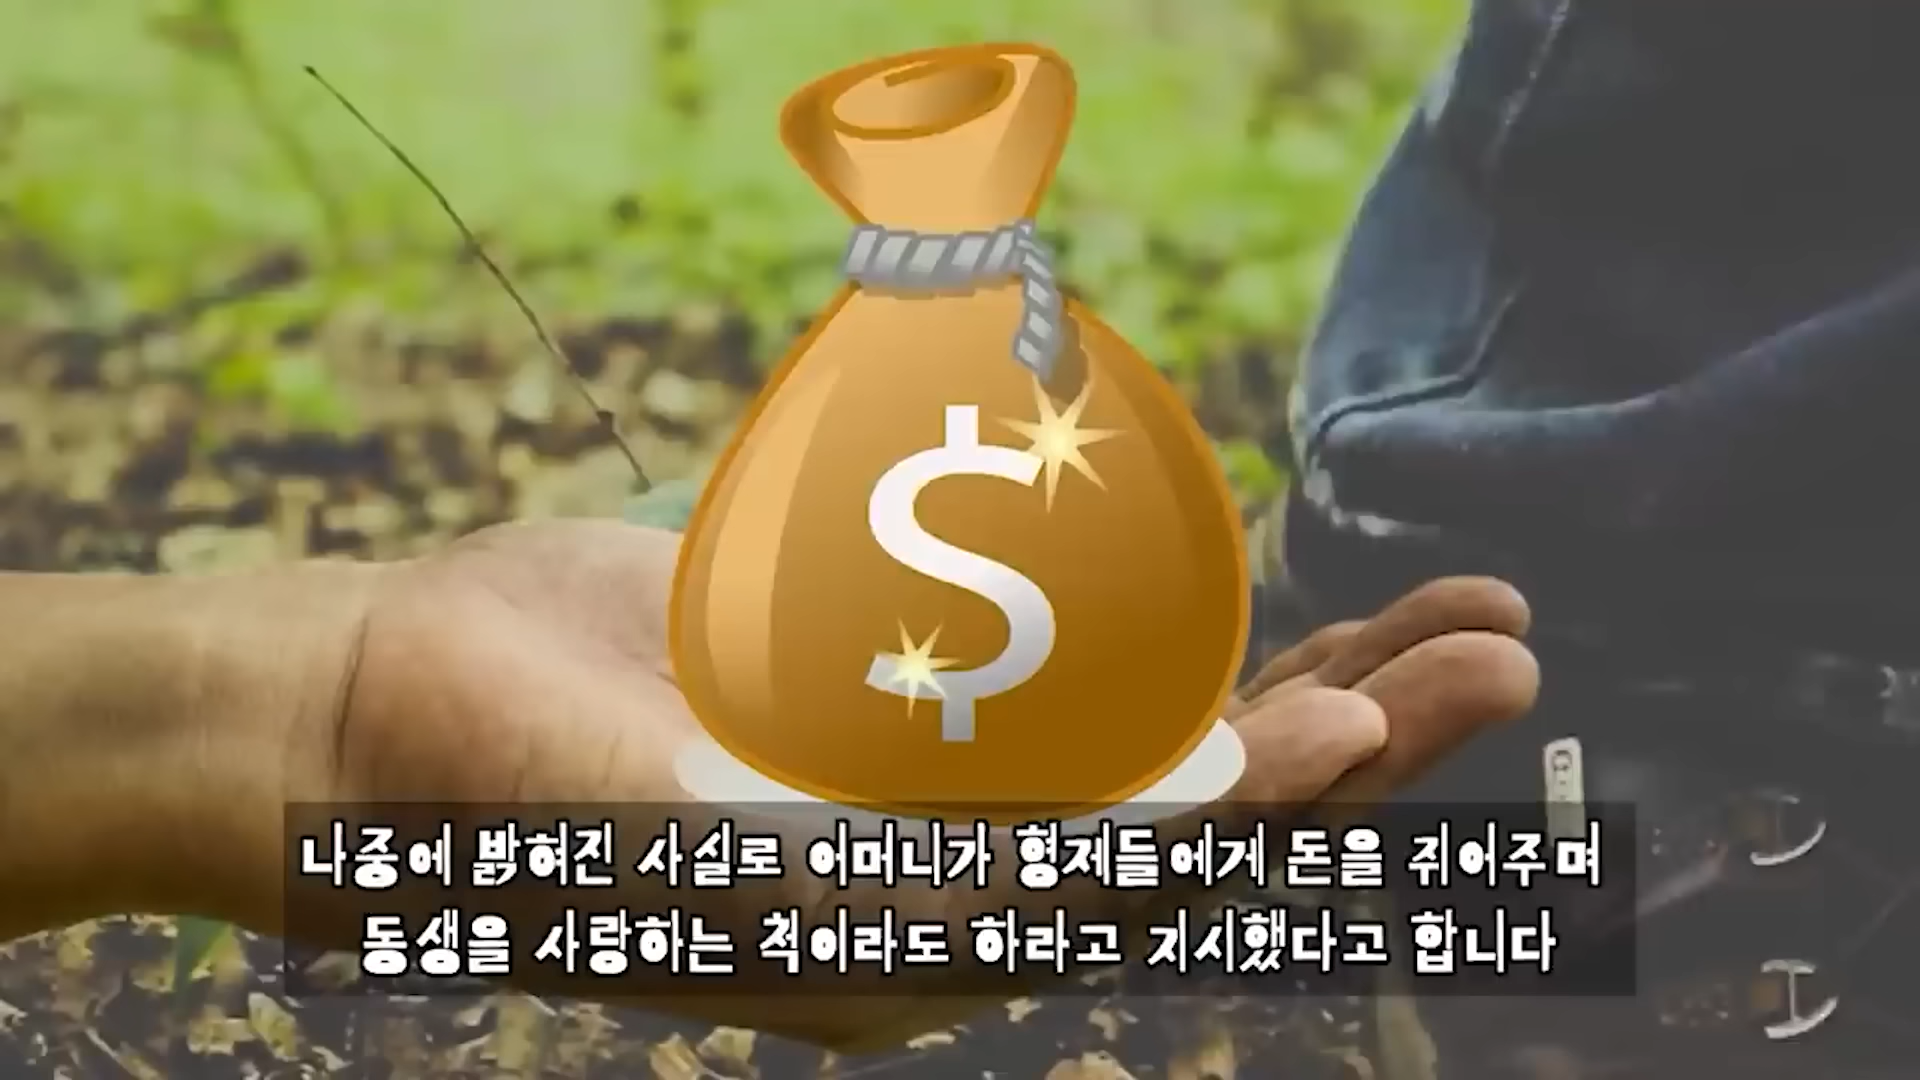 $
나중에 밝혀진 사실로 어머니가 형제들에게 돈을 쥐어주며
동생을 사랑하는 척이라도 하라고 지시했다고 합니다